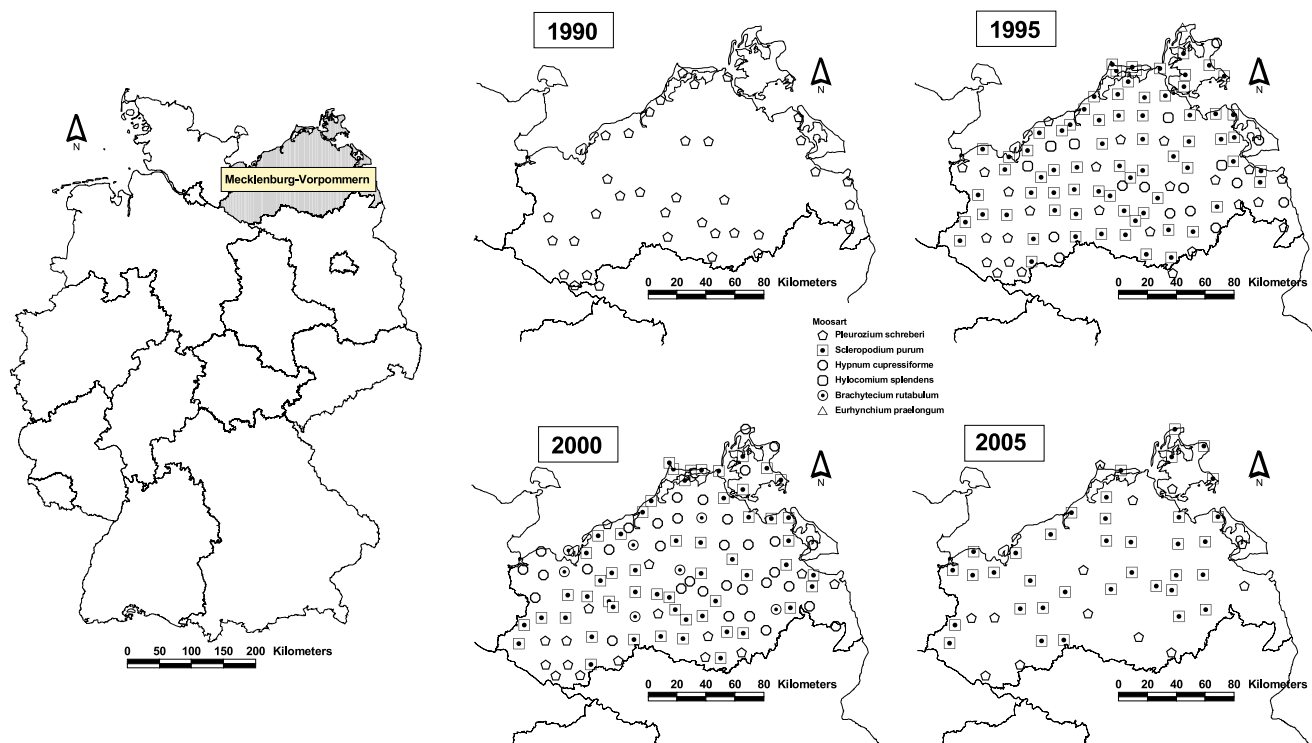 1990
1995
N
N
N
Mecklenburg-Vorpommern
Kilometers
0 20 40 60 80
Kilometers
0 20 40 60 80
Moosart
Pleurozium schreberi
Scleropodium purum
Hypnum cupressiforme
Hylocomium splendens
Brachytecium rutabulum
Eurhynchium praelongum
2000
2005
N
N
0 50 100 150 200 Kilometers
Kilometers
0 20 40 60 80
Kilometers
0 20 40 60 80